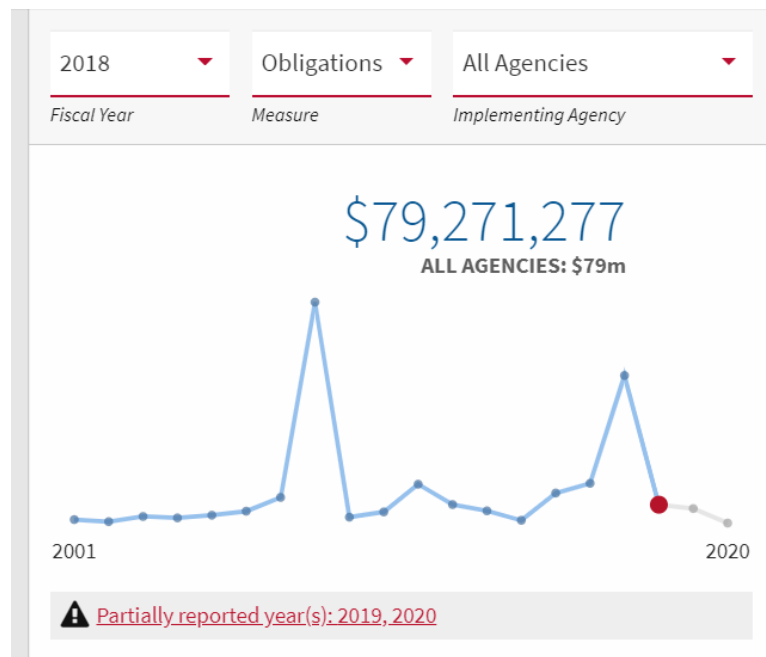 2018 Obligations All Agencies
Fiscal Year Measure Implementing Agency
$79,271,277
ALL AGENCIES: $79m
2001 2020
Partially reported year(s): 2019, 2020